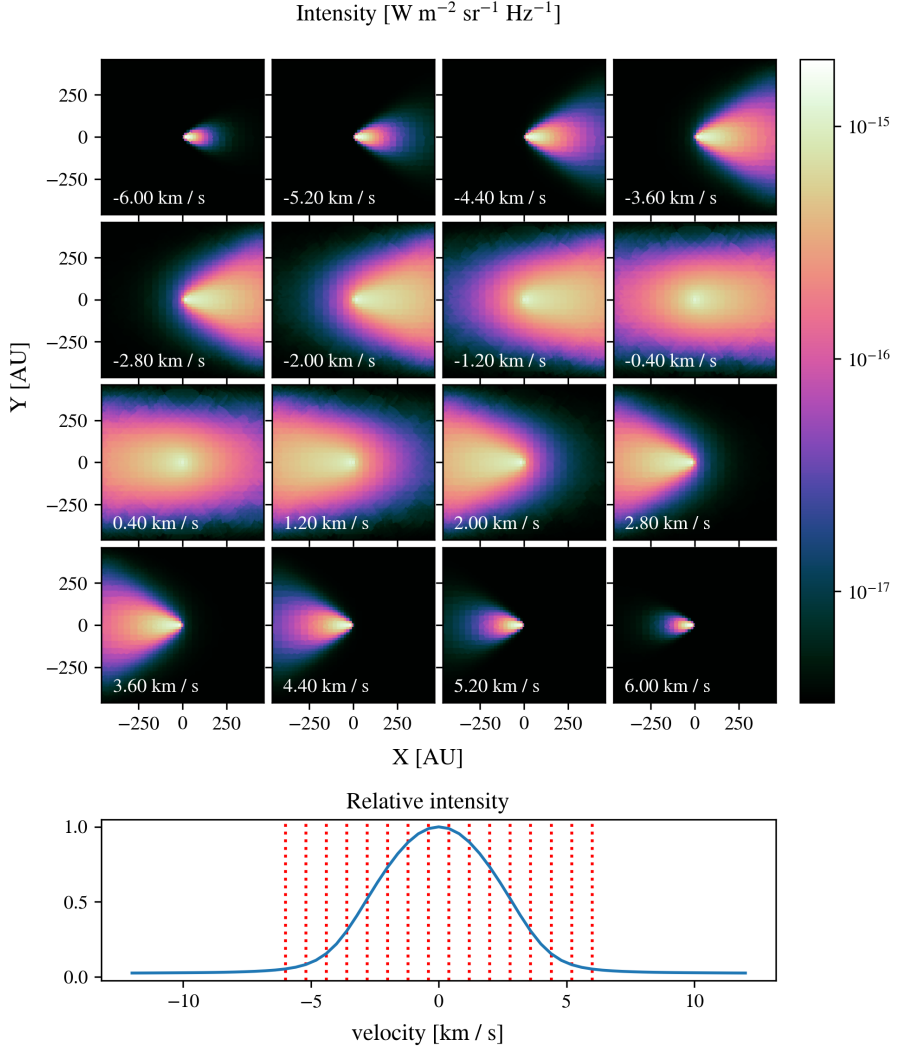 Intensity [W m⁻² sr⁻¹ Hz⁻¹]
250
0
−250
-6.00 km / s
-5.20 km / s
-4.40 km / s
-3.60 km / s
10⁻¹⁵
250
0
−250
-2.80 km / s
-2.00 km / s
-1.20 km / s
-0.40 km / s
10⁻¹⁶
Y [AU]
250
0
−250
0.40 km / s
1.20 km / s
2.00 km / s
2.80 km / s
10⁻¹⁷
250
0
−250
3.60 km / s
4.40 km / s
5.20 km / s
6.00 km / s
−250 0 250 −250 0 250 −250 0 250 −250 0 250
X [AU]
Relative intensity
1.0
0.5
0.0
−10 −5 0 5 10
velocity [km / s]